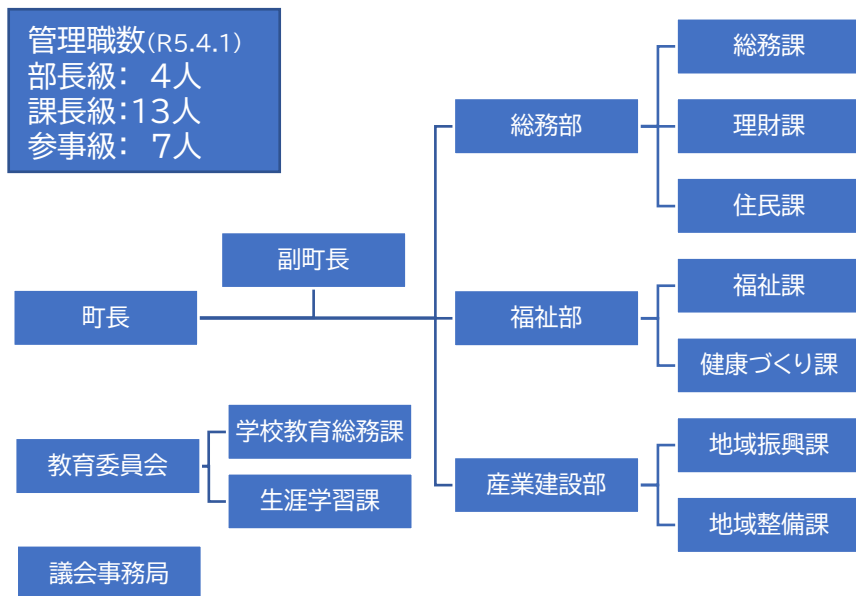 管理職数(R5.4.1)
部長級： 4人
課長級：13人
参事級： 7人
町長
副町長
総務部
総務課
理財課
住民課
福祉部
福祉課
健康づくり課
産業建設部
地域振興課
地域整備課
教育委員会
学校教育総務課
生涯学習課
議会事務局